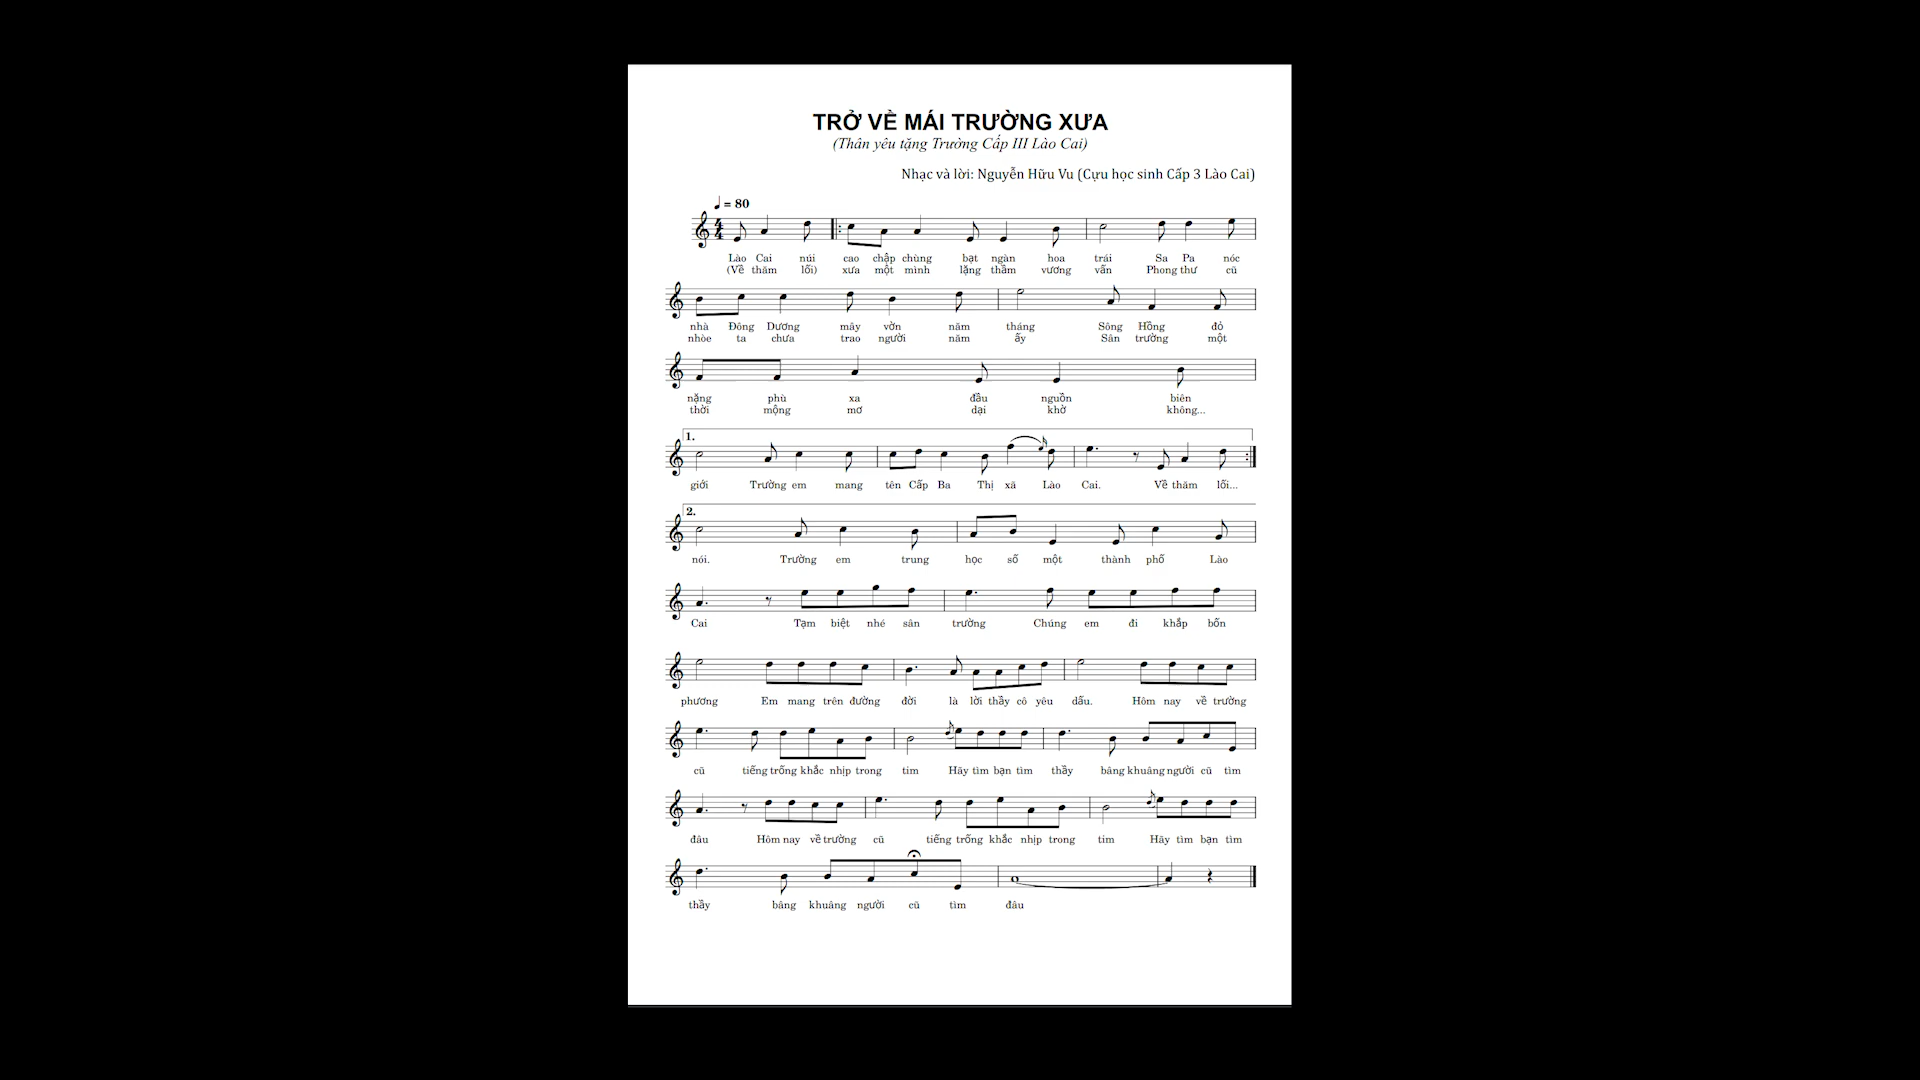 TRỞ VỀ MÁI TRƯỜNG XƯA
(Thân yêu tặng Trường Cấp III Lào Cai)
Nhạc và lời: Nguyễn Hữu Vu (Cựu học sinh Cấp 3 Lào Cai)
= 80
Lào Cai núi cao chập chùng bạt ngàn hoa trái Sa Pa nóc
(Về thăm lối) xưa một mình lặng thầm vương vấn Phong thư cũ
nhà Đông Dương mây vờn năm tháng Sông Hồng đỏ
nhòe ta chưa trao người năm ấy Sân trường một
nặng phù xa đầu nguồn biên
thời mộng mơ dại khờ không...
1.
giới Trường em mang tên Cấp Ba Thị xã Lào Cai. Về thăm lối...
2.
nói. Trường em trung học số một thành phố Lào
Cai Tạm biệt nhé sân trường Chúng em đi khắp bốn
phương Em mang trên đường đời là lời thầy cô yêu dấu. Hôm nay về trường
cũ tiếng trống khắc nhịp trong tim Hãy tìm bạn tìm thầy bâng khuâng người cũ tìm
đâu Hôm nay về trường cũ tiếng trống khắc nhịp trong tim Hãy tìm bạn tìm
thầy bâng khuâng người cũ tìm đâu